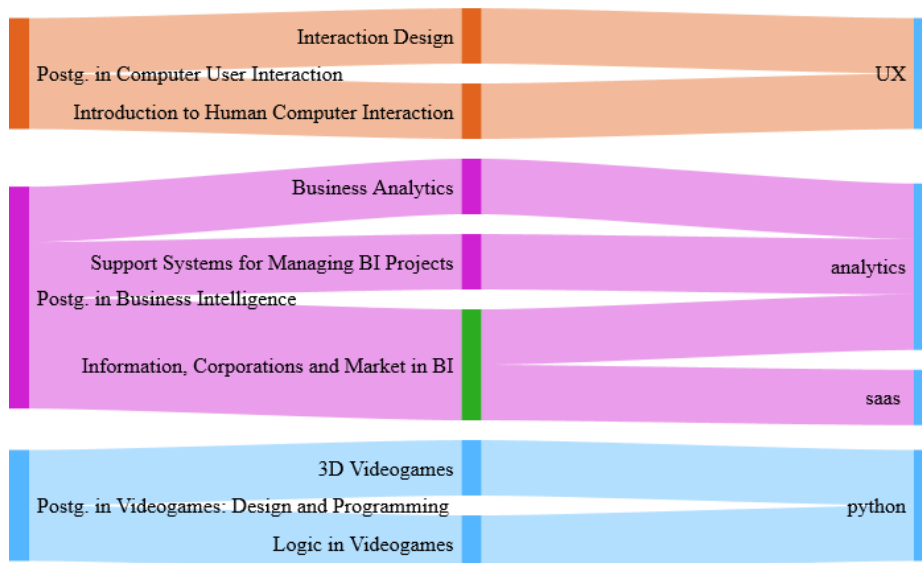 Interaction Design
Postg. in Computer User Interaction
UX
Introduction to Human Computer Interaction
Business Analytics
Support Systems for Managing BI Projects
analytics
Postg. in Business Intelligence
Information, Corporations and Market in BI
saas
3D Videogames
Postg. in Videogames: Design and Programming
python
Logic in Videogames